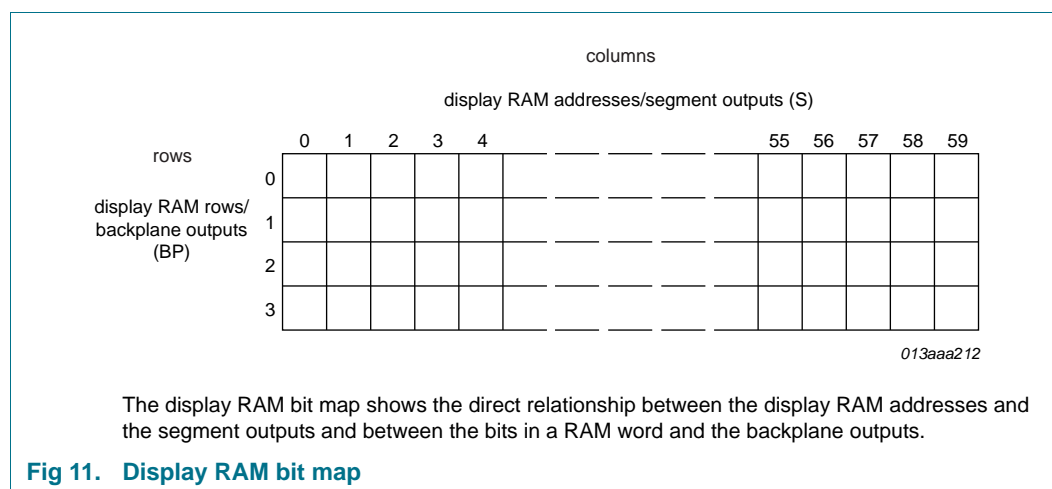 columns
display RAM addresses/segment outputs (S)
0 1 2 3 4 55 56 57 58 59
rows
0
display RAM rows/
1
backplane outputs
(BP)
2
3
013aaa212
The display RAM bit map shows the direct relationship between the display RAM addresses and
the segment outputs and between the bits in a RAM word and the backplane outputs.
Fig 11. Display RAM bit map